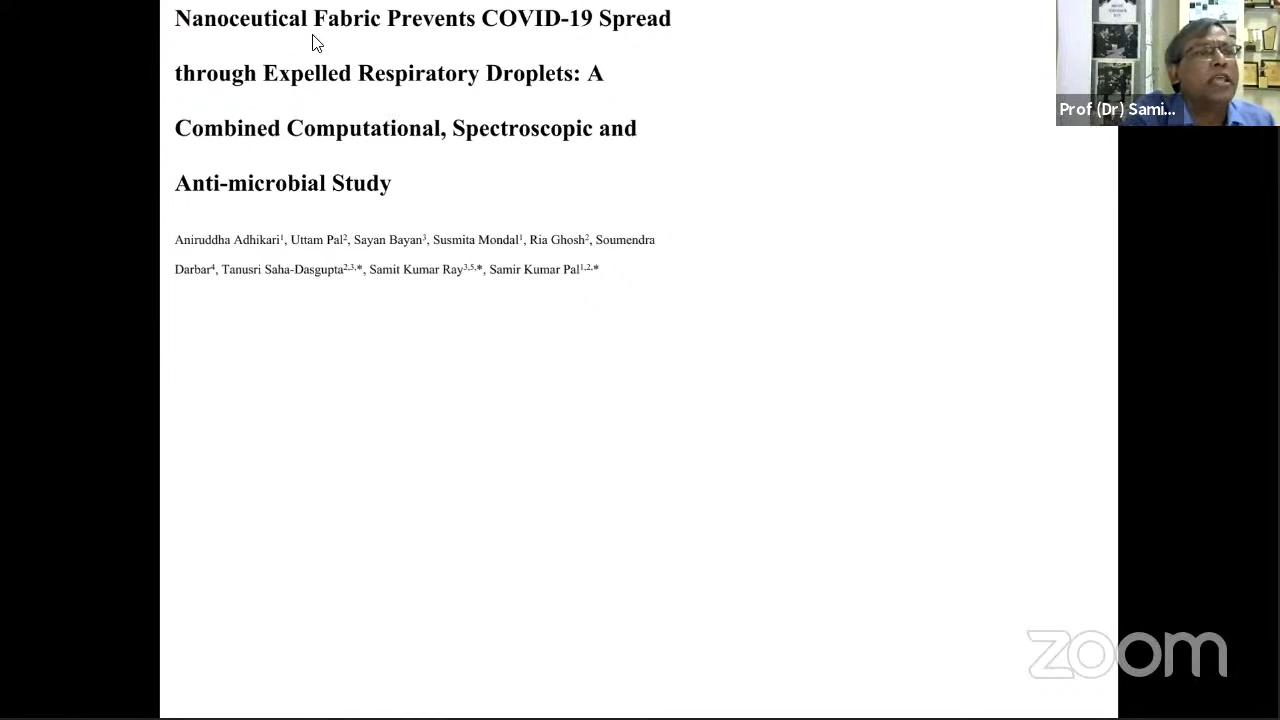 Nanoceutical Fabric Prevents COVID-19 Spread
through Expelled Respiratory Droplets: A
Combined Computational, Spectroscopic and
Anti-microbial Study
Aniruddha Adhikari¹, Uttam Pal², Sayan Bayan³, Susmita Mondal¹, Ria Ghosh², Soumendra
Darbar⁴, Tanusri Saha-Dasgupta²,³,*, Samit Kumar Ray³,⁵,*, Samir Kumar Pal¹,²,*
Prof (Dr) Sami...
zoom